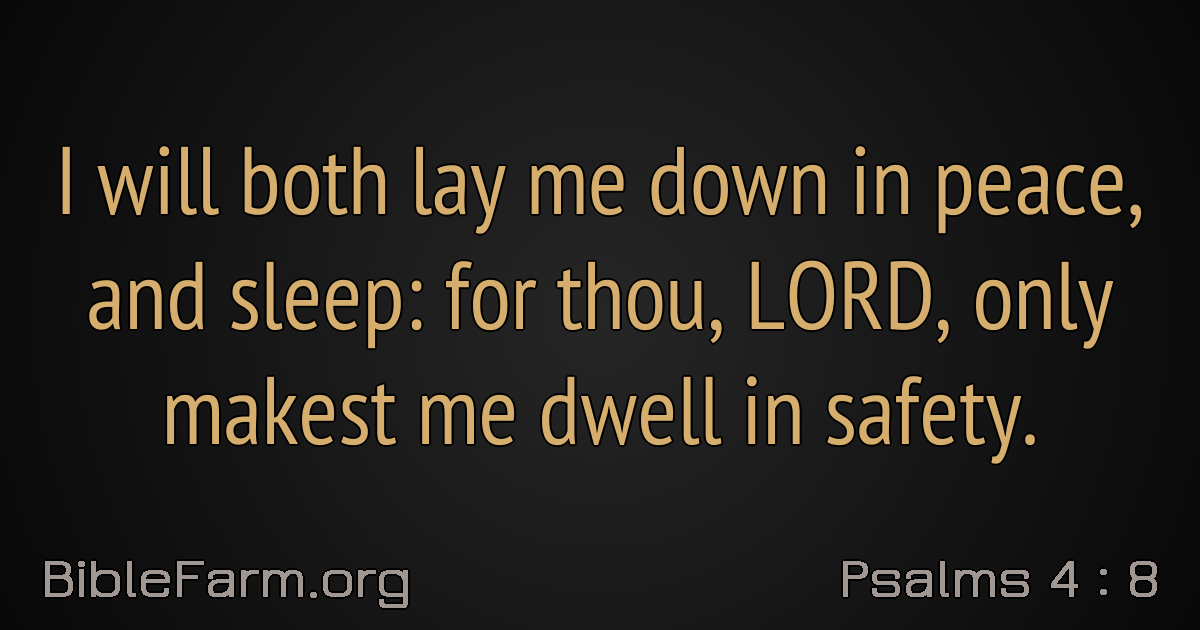 I will both lay me down in peace,
and sleep: for thou, LORD, only
makest me dwell in safety.
BibleFarm.org
Psalms 4 : 8